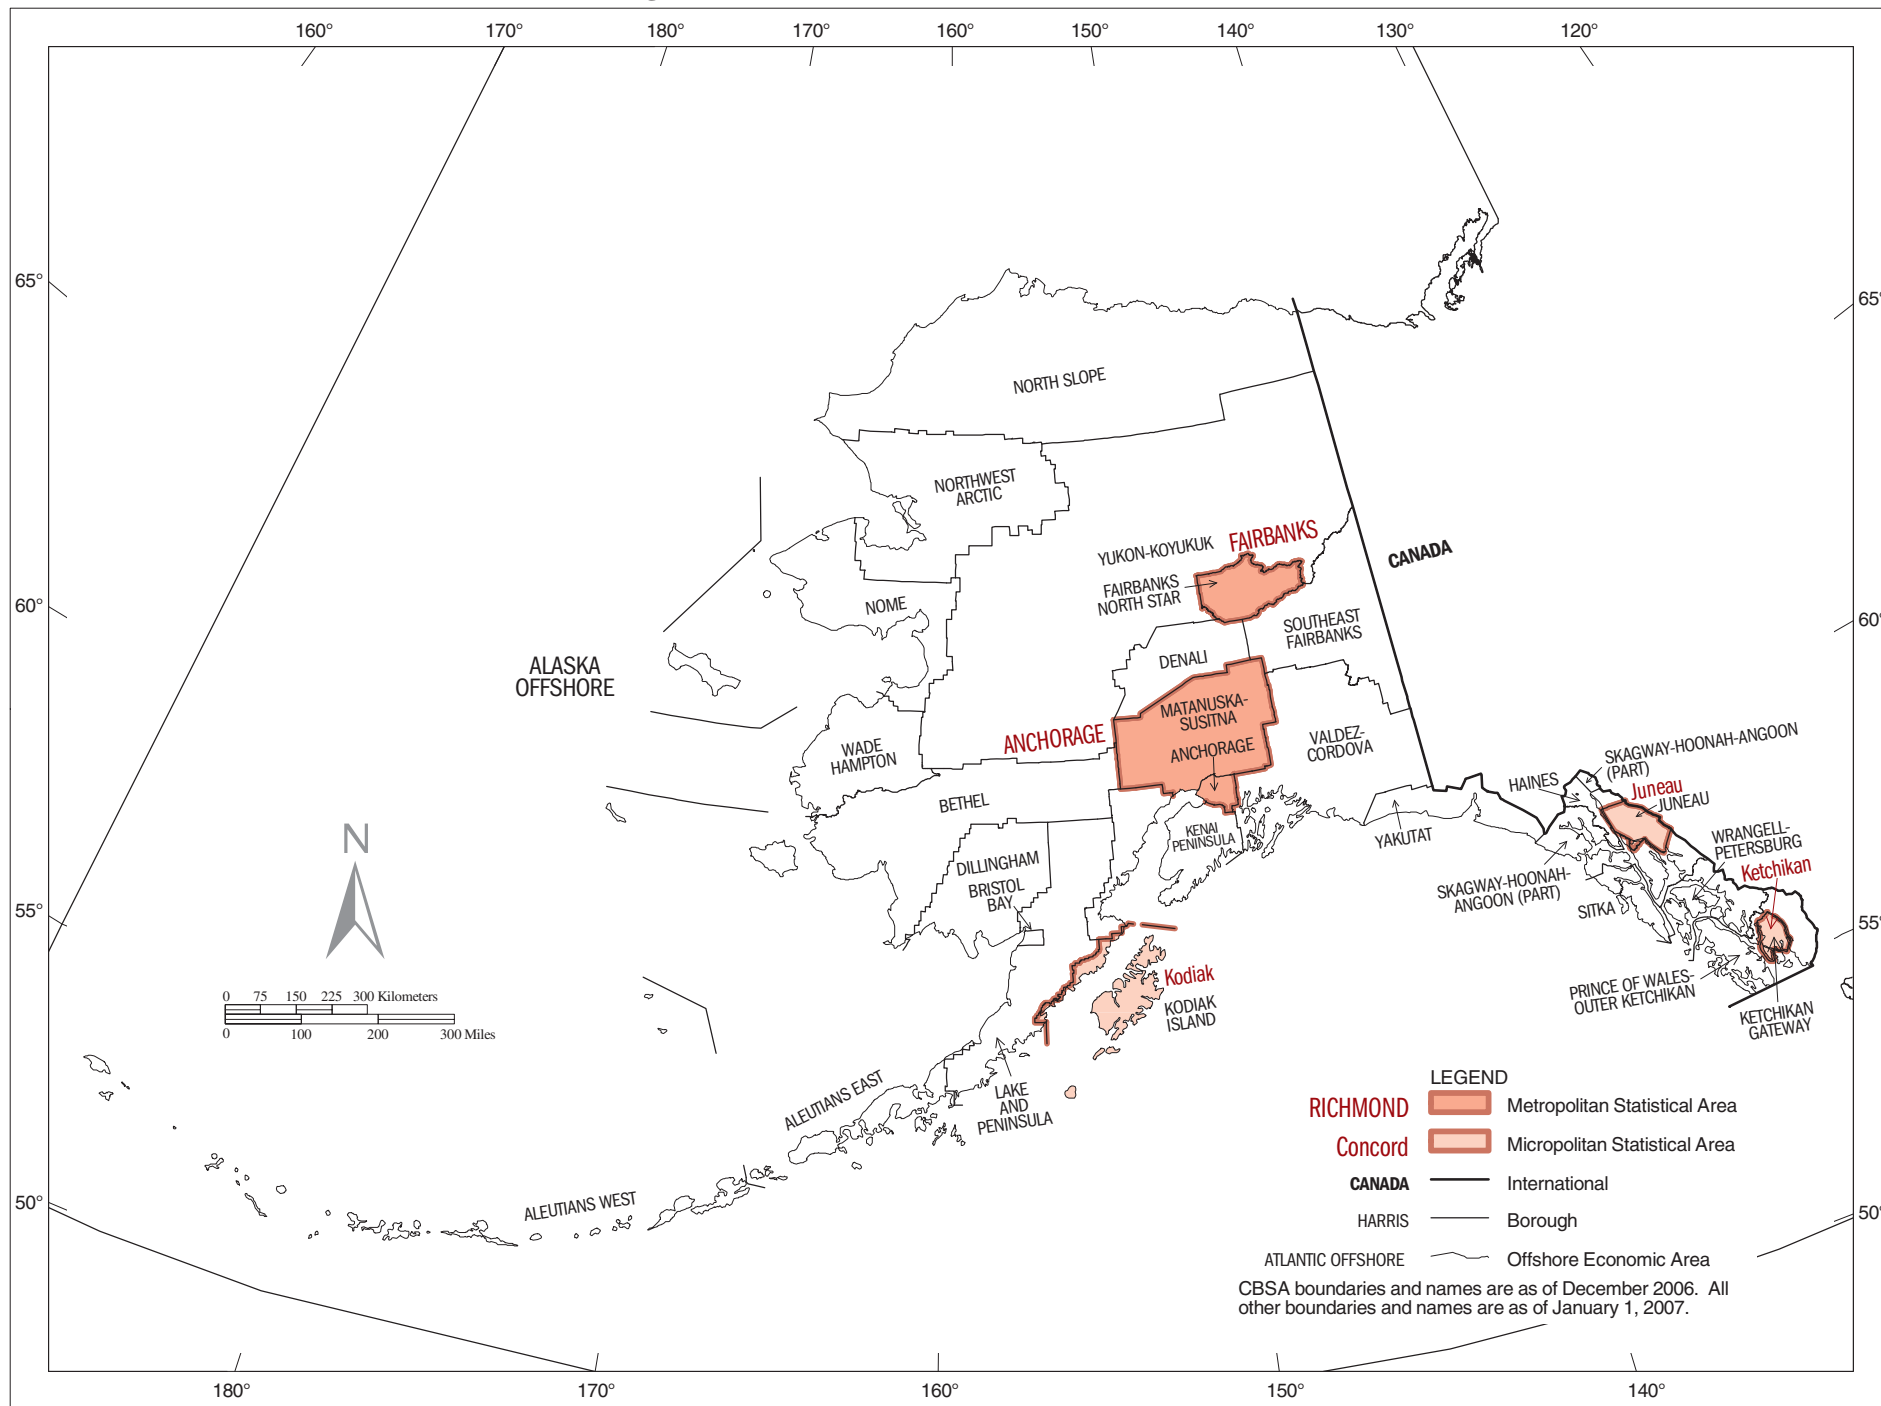 160° 170° 180° 170° 160° 150° 140° 130° 120°
65°
65°
NORTH SLOPE
NORTHWEST
ARCTIC
FAIRBANKS
YUKON-KOYUKUK
CANADA
FAIRBANKS
NORTH STAR
60°
NOME
60°
SOUTHEAST
FAIRBANKS
DENALI
ALASKA
OFFSHORE
MATANUSKA-
SUSITNA
ANCHORAGE
ANCHORAGE
WADE
HAMPTON
VALDEZ-
CORDOVA
SKAGWAY-HOONAH-ANGOON
(PART)
HAINES
Juneau
JUNEAU
BETHEL
KENAI
PENINSULA
YAKUTAT
WRANGELL-
PETERSBURG
N
DILLINGHAM
Ketchikan
BRISTOL
BAY
SKAGWAY-HOONAH-
ANGOON (PART)
SITKA
55°
55°
Kodiak
KODIAK
ISLAND
PRINCE OF WALES-
OUTER KETCHIKAN
KETCHIKAN
GATEWAY
0 75 150 225 300 Kilometers
0 100 200 300 Miles
ALEUTIANS EAST
LAKE
AND
PENINSULA
LEGEND
RICHMOND Metropolitan Statistical Area
Concord Micropolitan Statistical Area
CANADA International
50°
ALEUTIANS WEST
HARRIS Borough
50°
ATLANTIC OFFSHORE Offshore Economic Area
CBSA boundaries and names are as of December 2006. All
other boundaries and names are as of January 1, 2007.
180° 170° 160° 150° 140°